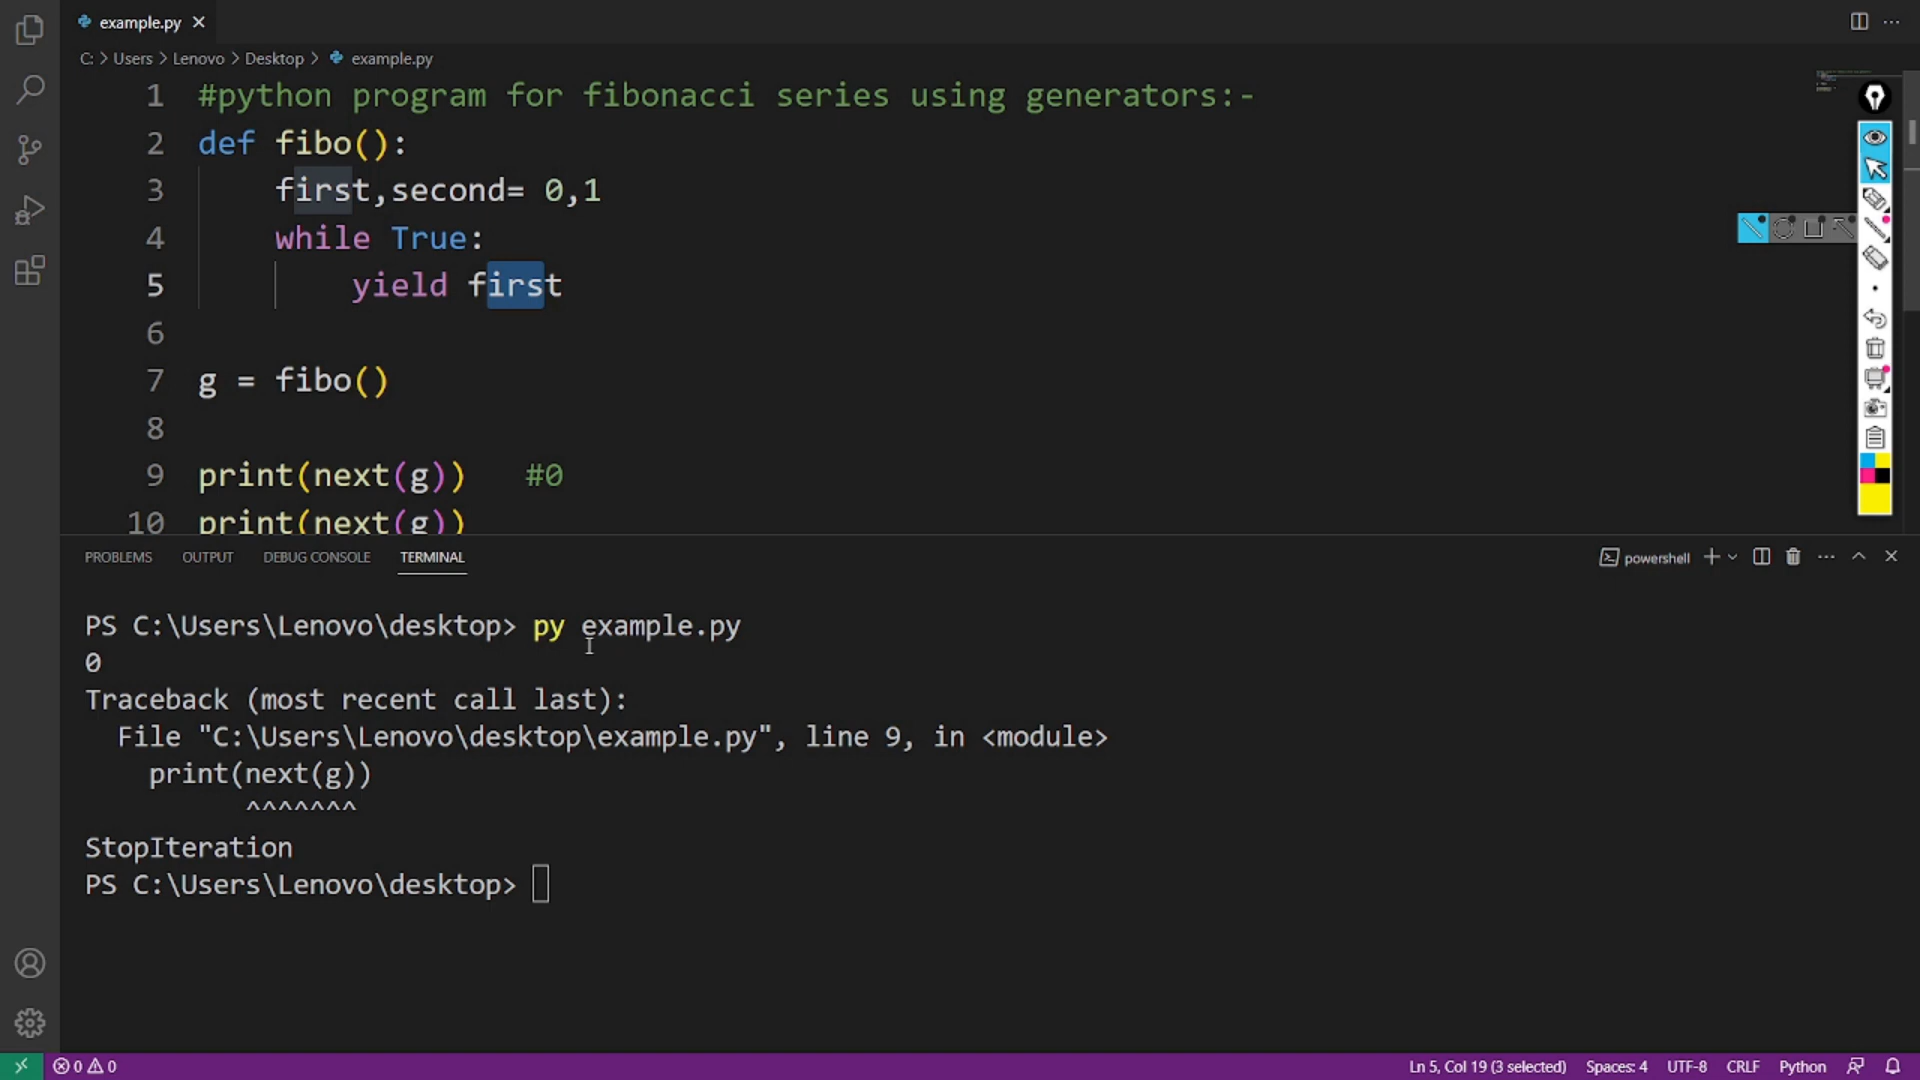 example.py
C: > Users > Lenovo > Desktop > example.py
1 #python program for fibonacci series using generators:-
2 def fibo():
3 first,second= 0,1
4 while True:
5 yield first
6
7 g = fibo()
8
9 print(next(g)) #0
10 print(next(g))
PROBLEMS OUTPUT DEBUG CONSOLE TERMINAL powershell
PS C:\Users\Lenovo\desktop> py example.py
0
Traceback (most recent call last):
File "C:\Users\Lenovo\desktop\example.py", line 9, in <module>
print(next(g))
^^^^^^^
StopIteration
PS C:\Users\Lenovo\desktop>
0 0 Ln 5, Col 19 (3 selected) Spaces: 4 UTF-8 CRLF Python